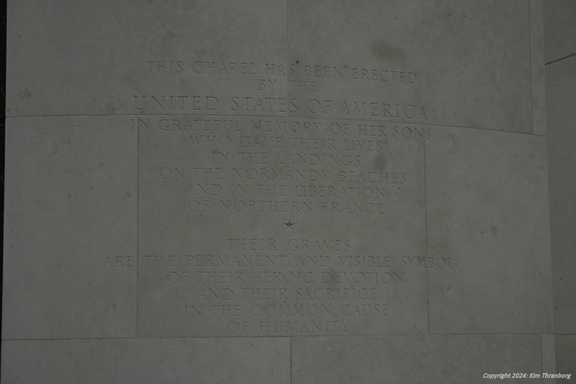 THIS CHAPEL HAS BEEN ERECTED
BY THE
UNITED STATES OF AMERICA
IN GRATEFUL MEMORY OF HER SONS
WHO GAVE THEIR LIVES
IN THE LANDINGS
ON THE NORMANDY BEACHES
AND IN THE LIBERATION
OF NORTHERN FRANCE
THEIR GRAVES
ARE THE PERMANENT AND VISIBLE SYMBOL
OF THEIR HEROIC DEVOTION
AND THEIR SACRIFICE
IN THE COMMON CAUSE
OF HUMANITY
Copyright 2024: Kim Thranborg